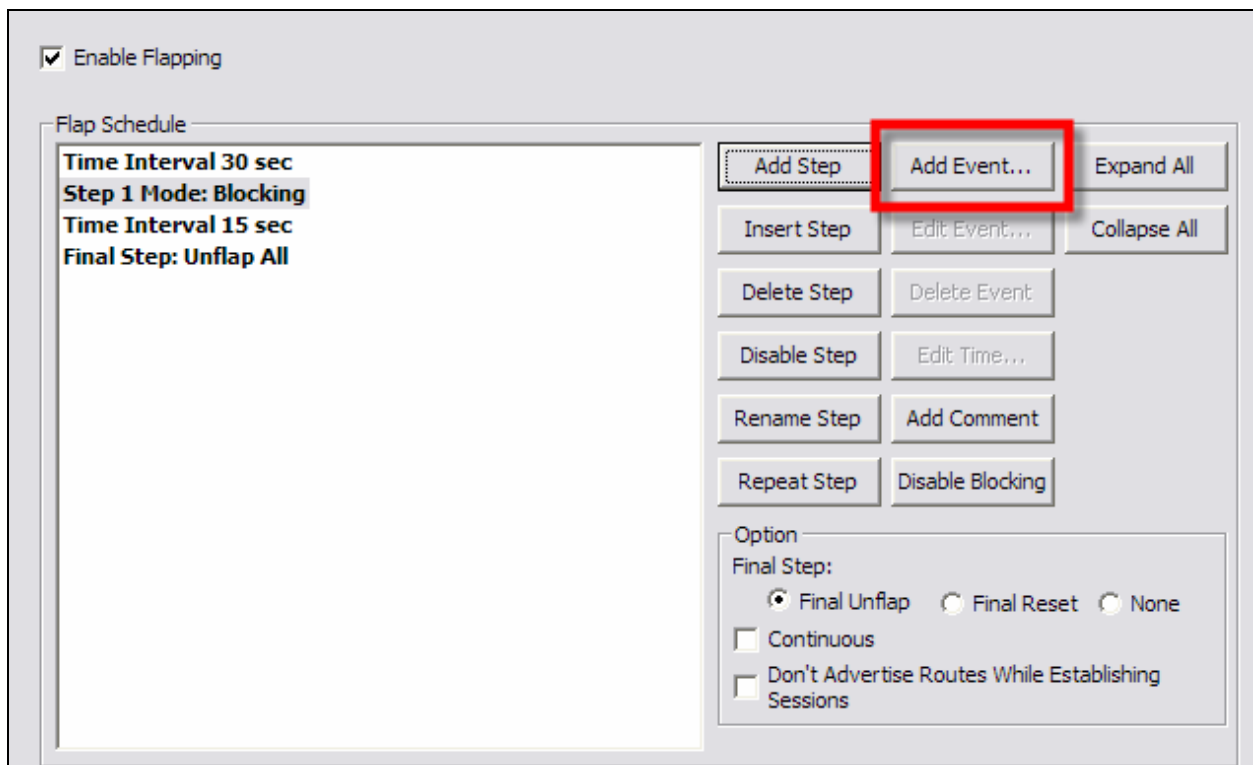 Enable Flapping
Flap Schedule
Time Interval 30 sec
Step 1 Mode: Blocking
Time Interval 15 sec
Final Step: Unflap All
Add Step
Add Event...
Expand All
Insert Step
Edit Event...
Collapse All
Delete Step
Delete Event
Disable Step
Edit Time...
Rename Step
Add Comment
Repeat Step
Disable Blocking
Option
Final Step:
Final Unflap
Final Reset
None
Continuous
Don't Advertise Routes While Establishing
Sessions